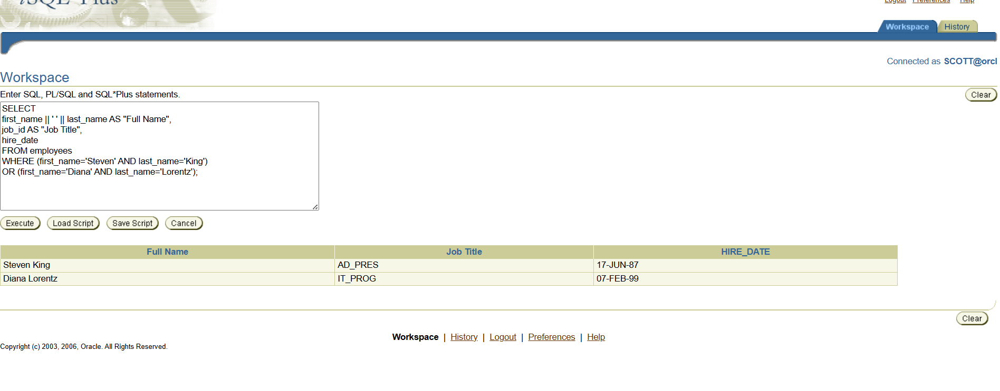 iSQL*Plus
Logout Preferences Help
Workspace History
Connected as SCOTT@orcl
Workspace
Enter SQL, PL/SQL and SQL*Plus statements.
Clear
SELECT
first_name || ' ' || last_name AS "Full Name",
job_id AS "Job Title",
hire_date
FROM employees
WHERE (first_name='Steven' AND last_name='King')
OR (first_name='Diana' AND last_name='Lorentz');
Execute Load Script Save Script Cancel
Full Name Job Title HIRE_DATE
Steven King AD_PRES 17-JUN-87
Diana Lorentz IT_PROG 07-FEB-99
Clear
Workspace | History | Logout | Preferences | Help
Copyright (c) 2003, 2006, Oracle. All Rights Reserved.